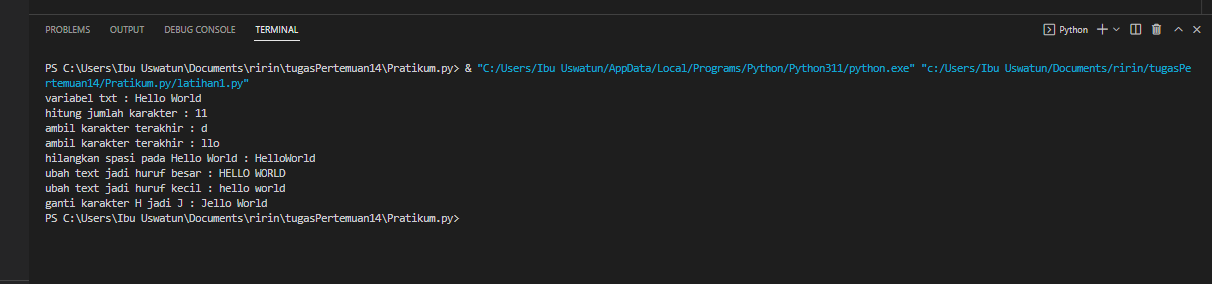 PROBLEMS OUTPUT DEBUG CONSOLE TERMINAL Python
PS C:\Users\Ibu Uswatun\Documents\ririn\tugasPertemuan14\Pratikum.py> & "C:/Users/Ibu Uswatun/AppData/Local/Programs/Python/Python311/python.exe" "c:/Users/Ibu Uswatun/Documents/ririn/tugasPe
rtemuan14/Pratikum.py/latihan1.py"
variabel txt : Hello World
hitung jumlah karakter : 11
ambil karakter terakhir : d
ambil karakter terakhir : llo
hilangkan spasi pada Hello World : HelloWorld
ubah text jadi huruf besar : HELLO WORLD
ubah text jadi huruf kecil : hello world
ganti karakter H jadi J : Jello World
PS C:\Users\Ibu Uswatun\Documents\ririn\tugasPertemuan14\Pratikum.py>